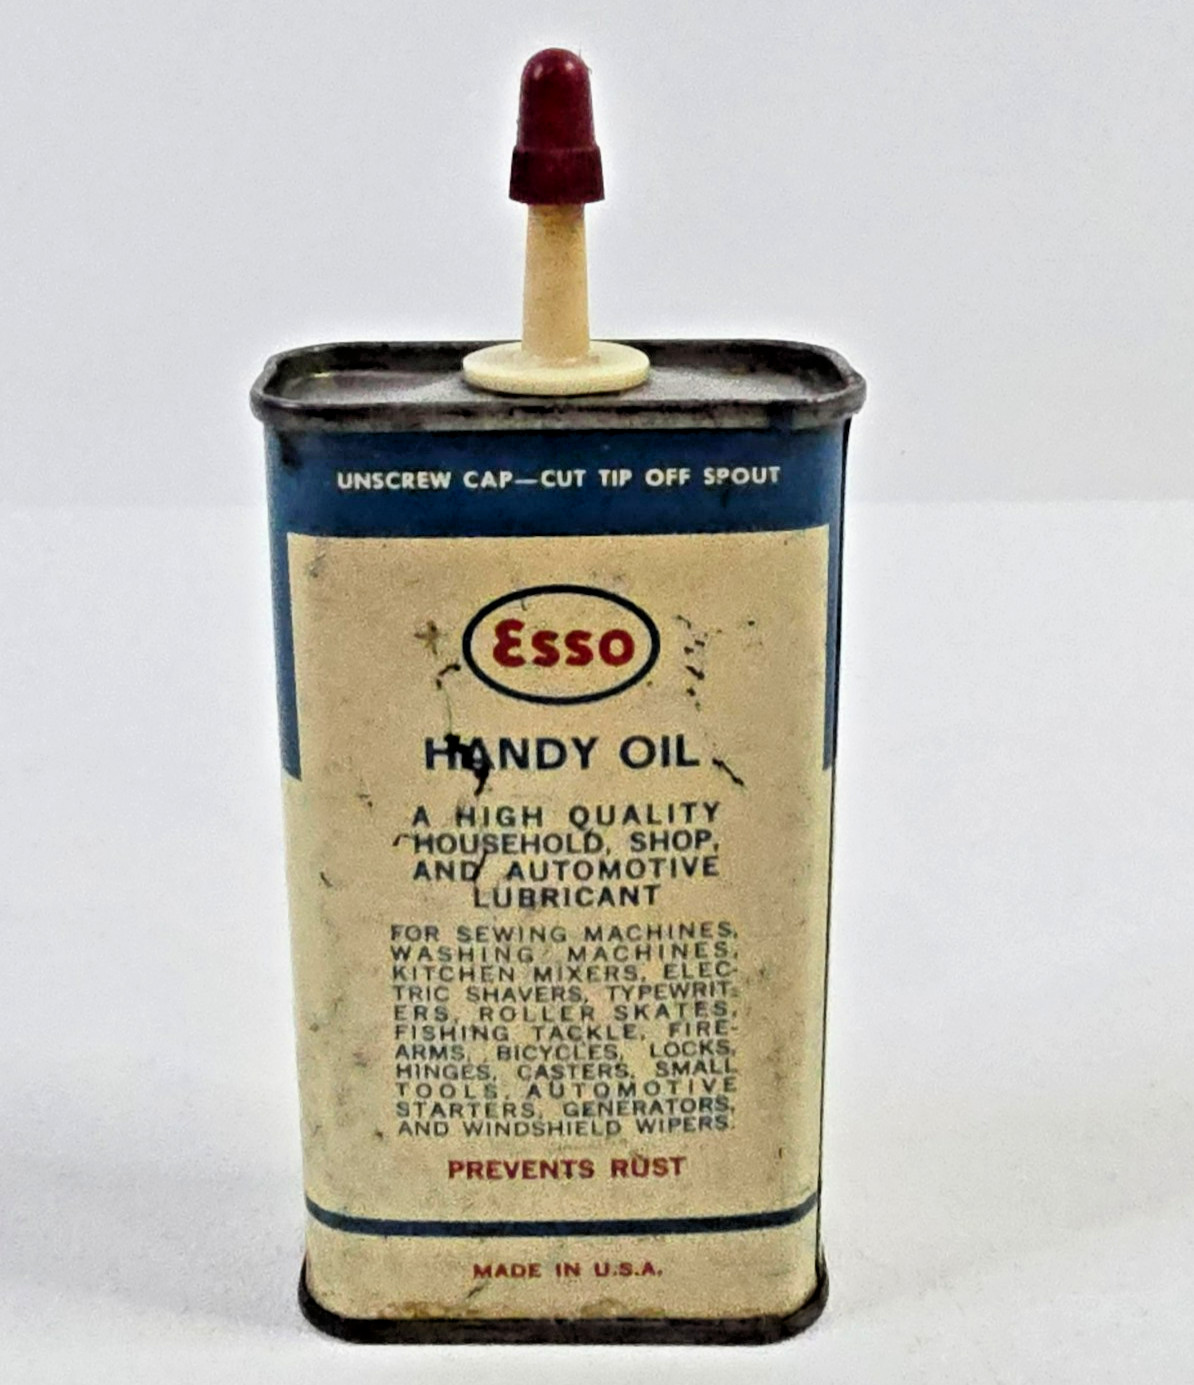 UNSCREW CAP—CUT TIP OFF SPOUT
Esso
HANDY OIL
A HIGH QUALITY
HOUSEHOLD, SHOP,
AND AUTOMOTIVE
LUBRICANT
FOR SEWING MACHINES,
WASHING MACHINES,
KITCHEN MIXERS, ELEC-
TRIC SHAVERS, TYPEWRIT-
ERS, ROLLER SKATES,
FISHING TACKLE, FIRE-
ARMS, BICYCLES, LOCKS,
HINGES, CASTERS, SMALL
TOOLS, AUTOMOTIVE
STARTERS, GENERATORS,
AND WINDSHIELD WIPERS.
PREVENTS RUST
MADE IN U.S.A.